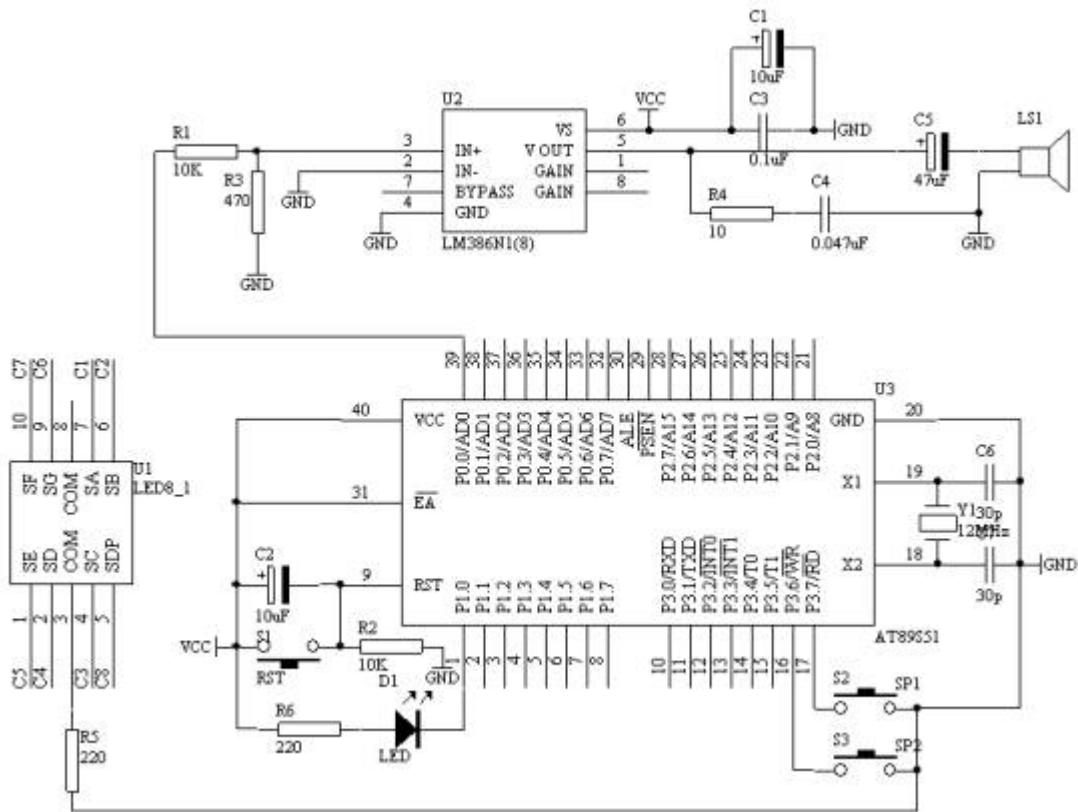 C1
10uF
U2
VCC
C3
GND
0.1uF
C5
47uF
LS1
R1
10K
R3
470
GND
3
2
7
4
IN+
IN-
BYPASS
GND
VS
V OUT
GAIN
GAIN
6
5
1
8
LM386N1(8)
GND
GND
R4
10
C4
0.047uF
GND
39
38
37
36
35
34
33
32
30
29
28
27
26
25
24
23
22
21
U3
40
31
9
VCC
EA
RST
P0.0/AD0
P0.1/AD1
P0.2/AD2
P0.3/AD3
P0.4/AD4
P0.5/AD5
P0.6/AD6
P0.7/AD7
ALE
PSEN
P2.7/A15
P2.6/A14
P2.5/A13
P2.4/A12
P2.3/A11
P2.2/A10
P2.1/A9
P2.0/A8
GND
X1
X2
20
19
18
C6
30p
Y1
12MHz
30p
GND
P1.0
P1.1
P1.2
P1.3
P1.4
P1.5
P1.6
P1.7
P3.0/RXD
P3.1/TXD
P3.2/INT0
P3.3/INT1
P3.4/T0
P3.5/T1
P3.6/WR
P3.7/RD
AT89S51
1
2
3
4
5
6
7
8
10
11
12
13
14
15
16
17
C7
C6
C1
C2
10
9
8
7
6
U1
LED8_1
SF
SG
COM
SA
SB
SE
SD
COM
SC
SDP
1
2
3
4
5
C5
C4
C3
C8
R5
220
C2
10uF
VCC
S1
RST
R2
10K
GND
D1
R6
220
LED
S2
SP1
S3
SP2